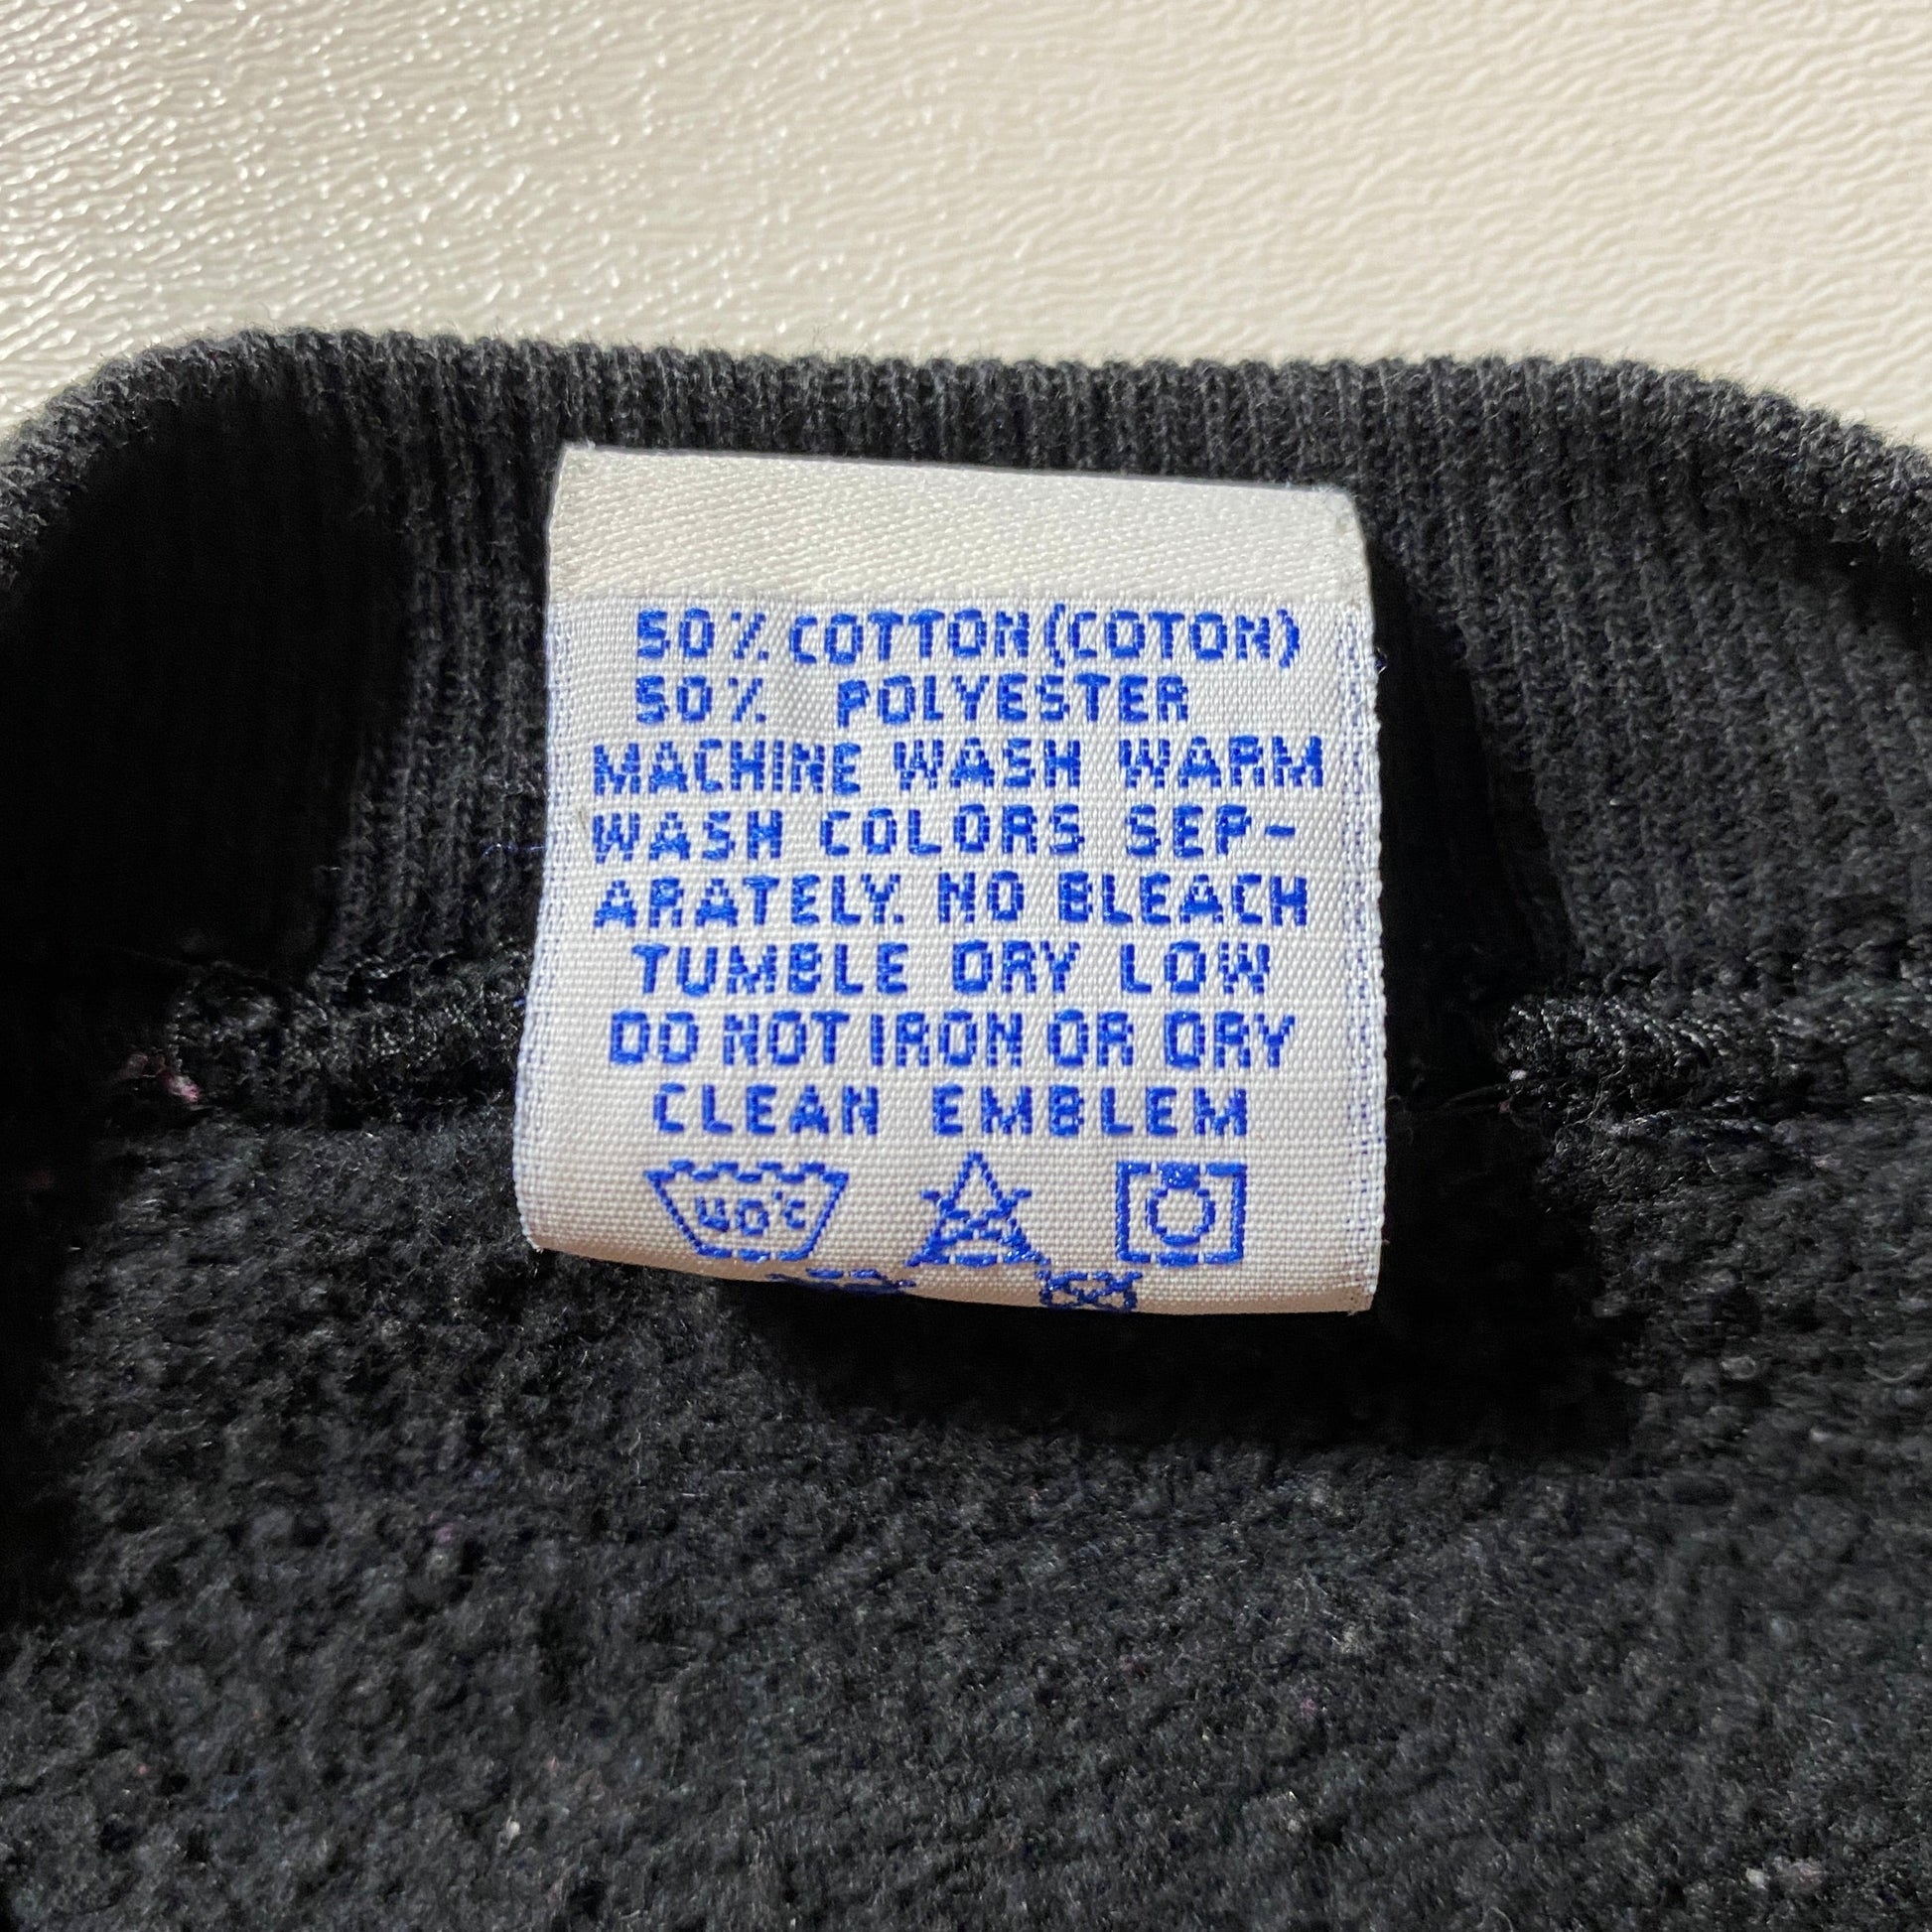 50% COTTON (COTON)
50% POLYESTER
MACHINE WASH WARM
WASH COLORS SEP-
ARATELY. NO BLEACH
TUMBLE DRY LOW
DO NOT IRON OR DRY
CLEAN EMBLEM
40°C